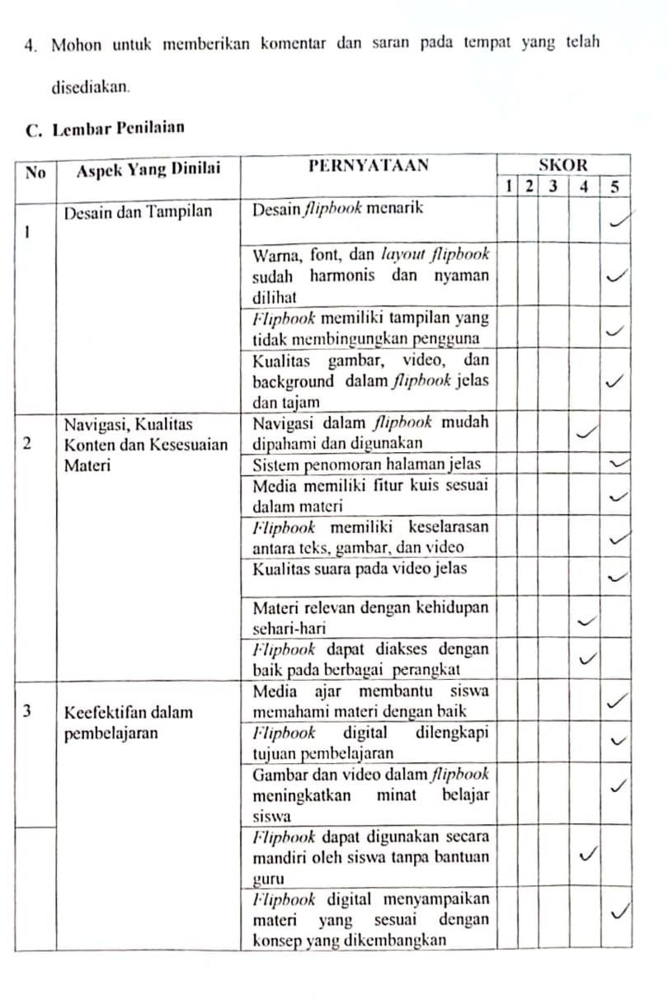 4. Mohon untuk memberikan komentar dan saran pada tempat yang telah
disediakan.
C. Lembar Penilaian
No Aspek Yang Dinilai PERNYATAAN SKOR
1 2 3 4 5
1 Desain dan Tampilan Desain flipbook menarik ✓
Warna, font, dan layout flipbook
sudah harmonis dan nyaman ✓
dilihat
Flipbook memiliki tampilan yang
tidak membingungkan pengguna ✓
Kualitas gambar, video, dan
background dalam flipbook jelas ✓
dan tajam
2 Navigasi, Kualitas
Konten dan Kesesuaian
Materi
Navigasi dalam flipbook mudah
dipahami dan digunakan ✓
Sistem penomoran halaman jelas ✓
Media memiliki fitur kuis sesuai
dalam materi ✓
Flipbook memiliki keselarasan
antara teks, gambar, dan video ✓
Kualitas suara pada video jelas ✓
Materi relevan dengan kehidupan
sehari-hari ✓
Flipbook dapat diakses dengan
baik pada berbagai perangkat ✓
3 Keefektifan dalam
pembelajaran
Media ajar membantu siswa
memahami materi dengan baik ✓
Flipbook digital dilengkapi
tujuan pembelajaran ✓
Gambar dan video dalam flipbook
meningkatkan minat belajar ✓
siswa
Flipbook dapat digunakan secara
mandiri oleh siswa tanpa bantuan ✓
guru
Flipbook digital menyampaikan
materi yang sesuai dengan ✓
konsep yang dikembangkan